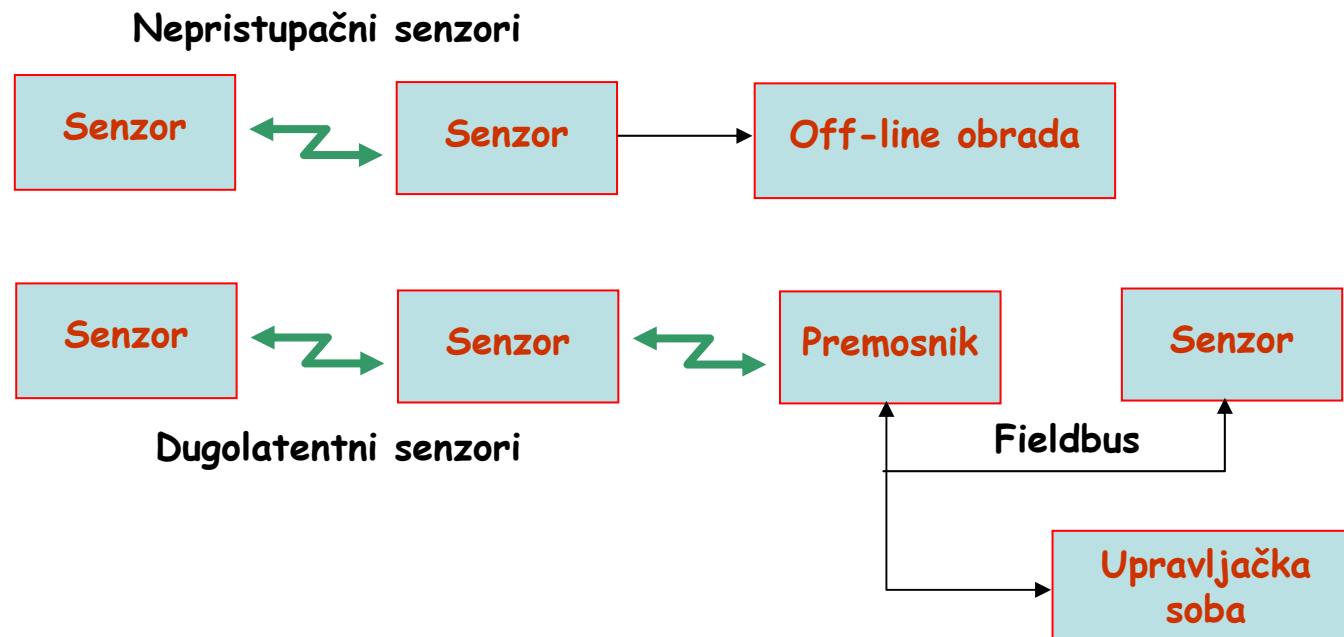 Nepristupačni senzori
Senzor
Senzor
Off-line obrada
Senzor
Senzor
Premosnik
Senzor
Dugolatentni senzori
Fieldbus
Upravljačka
soba